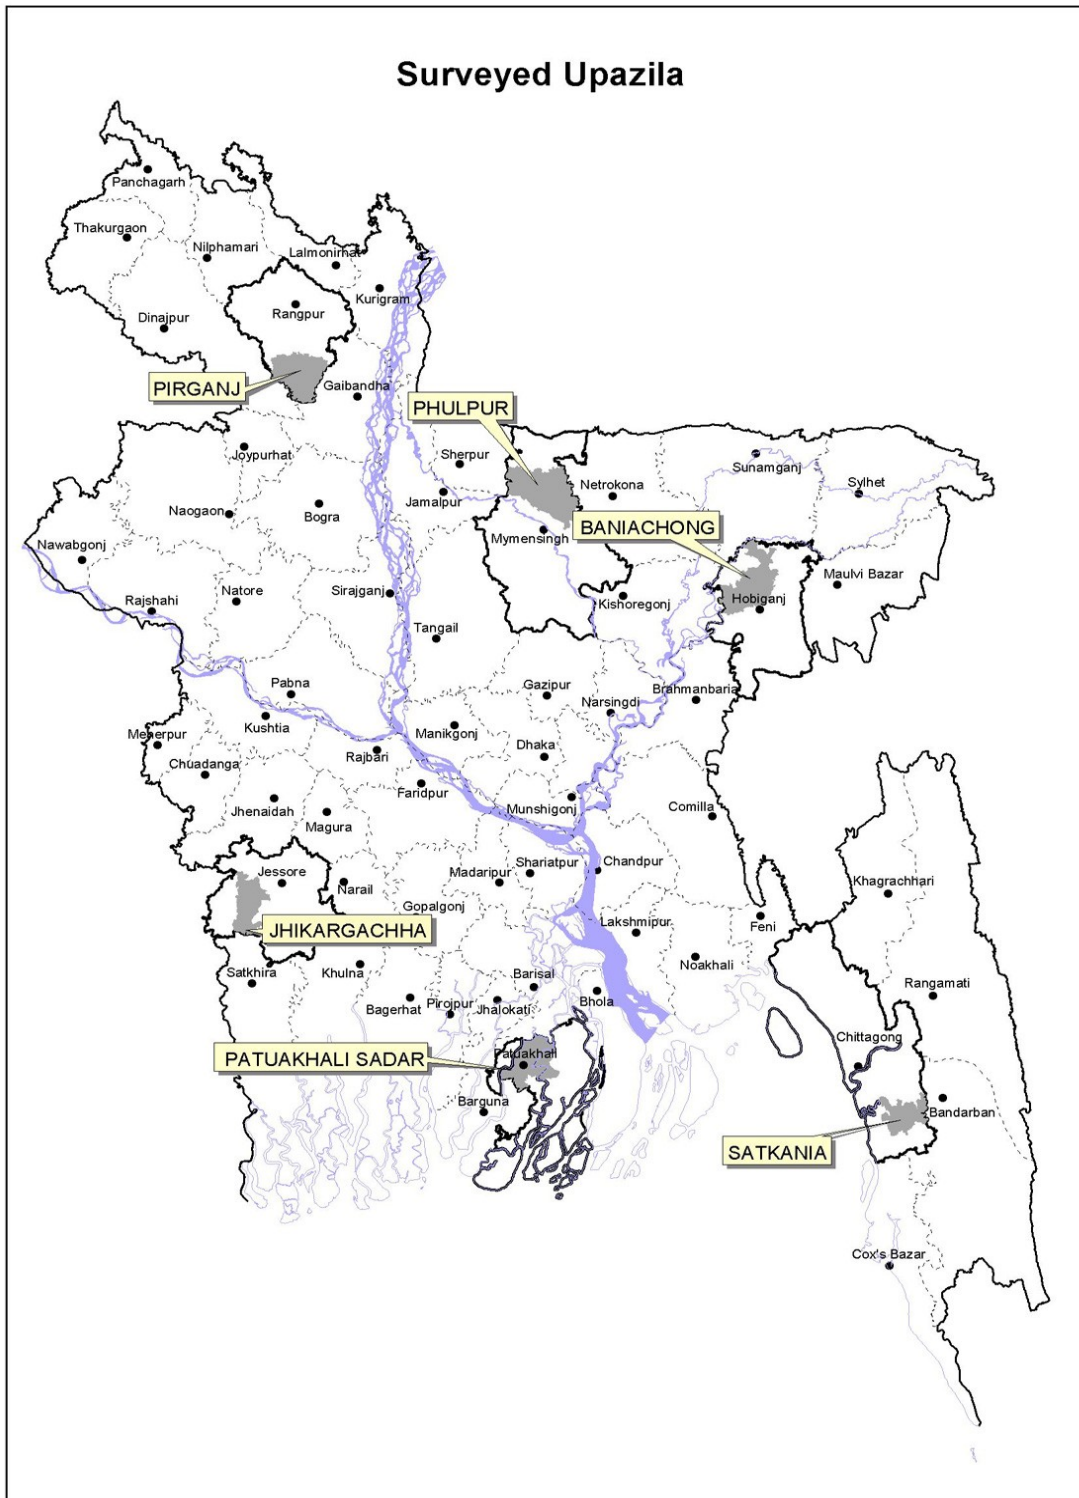 Surveyed Upazila
Panchagarh
Thakurgaon
Nilphamari
Lalmonirhat
Kurigram
Rangpur
Dinajpur
PIRGANJ
Gaibandha
PHULPUR
Joypurhat
Sherpur
Sunamganj
Sylhet
Netrokona
Jamalpur
Bogra
Naogaon
BANIACHONG
Mymensingh
Nawabgonj
Maulvi Bazar
Natore
Sirajganj
Kishoregonj
Hobiganj
Rajshahi
Tangail
Pabna
Gazipur
Brahmanbaria
Narsingdi
Kushtia
Meherpur
Manikgonj
Dhaka
Rajbari
Chuadanga
Faridpur
Jhenaidah
Munshigonj
Comilla
Magura
Jessore
Narail
Madaripur
Shariatpur
Chandpur
Khagrachhari
Gopalgonj
JHIKARGACHHA
Lakshmipur
Feni
Satkhira
Khulna
Noakhali
Barisal
Rangamati
Bagerhat
Pirojpur
Jhalokati
Bhola
Chittagong
PATUAKHALI SADAR
Patuakhali
Barguna
Bandarban
SATKANIA
Cox's Bazar